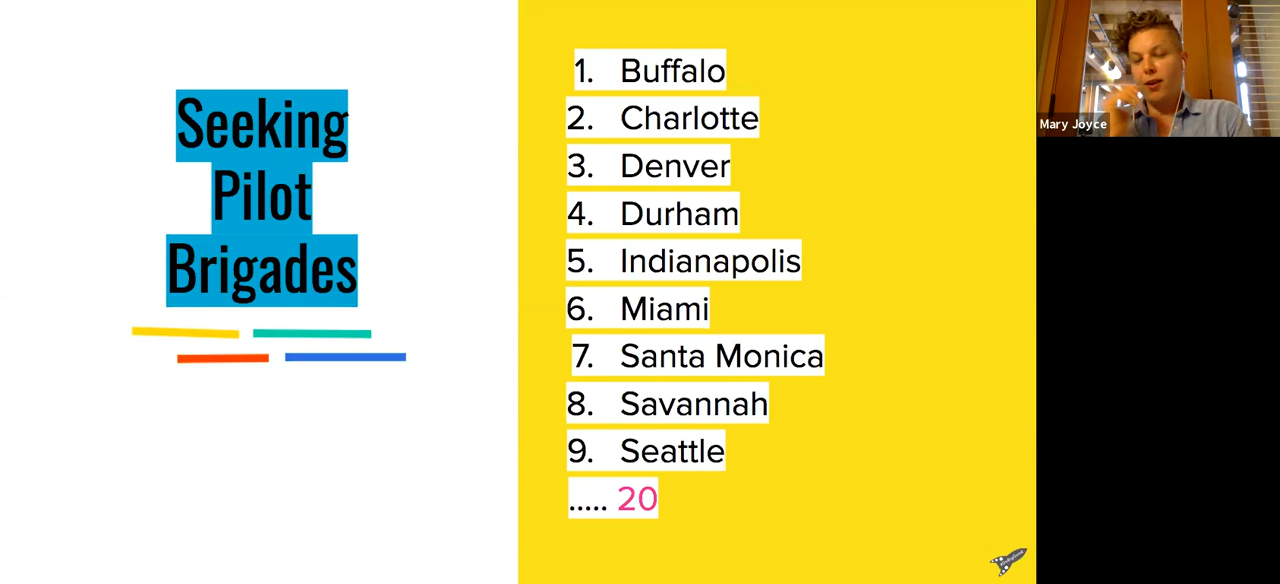 Seeking
Pilot
Brigades
1. Buffalo
2. Charlotte
3. Denver
4. Durham
5. Indianapolis
6. Miami
7. Santa Monica
8. Savannah
9. Seattle
..... 20
Mary Joyce